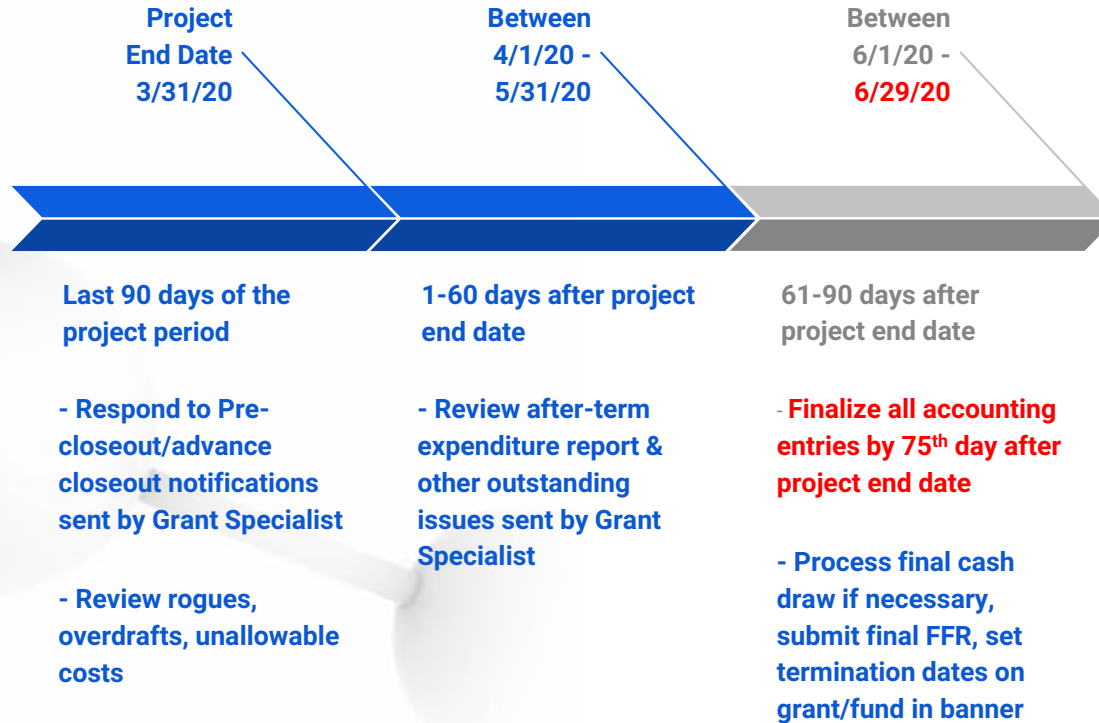 Project
End Date
3/31/20
Between
4/1/20 -
5/31/20
Between
6/1/20 -
6/29/20
Last 90 days of the
project period
- Respond to Pre-
closeout/advance
closeout notifications
sent by Grant Specialist
- Review rogues,
overdrafts, unallowable
costs
1-60 days after project
end date
- Review after-term
expenditure report &
other outstanding
issues sent by Grant
Specialist
61-90 days after
project end date
- Finalize all accounting
entries by 75th day after
project end date
- Process final cash
draw if necessary,
submit final FFR, set
termination dates on
grant/fund in banner